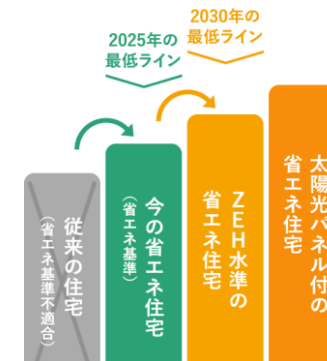 2025年の
最低ライン
2030年の
最低ライン
従来の住宅
（省エネ基準不適合）
今の省エネ住宅
（省エネ基準）
ZEH水準の
省エネ住宅
太陽光パネル付の
省エネ住宅